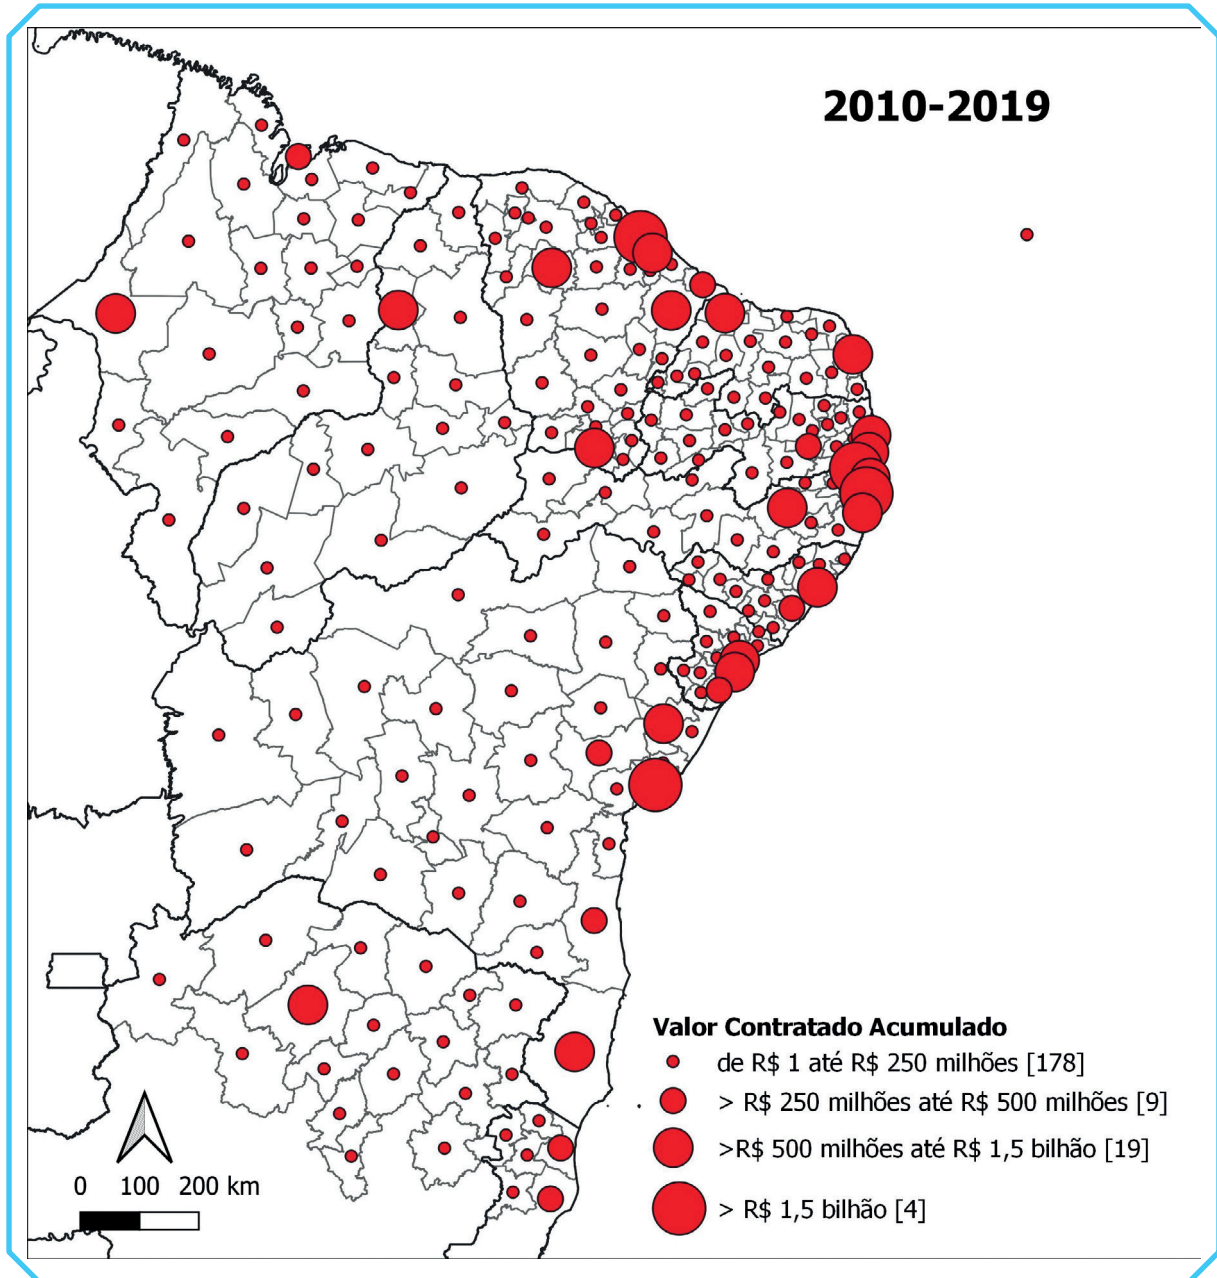 2010-2019
Valor Contratado Acumulado
de R$ 1 até R$ 250 milhões [178]
> R$ 250 milhões até R$ 500 milhões [9]
>R$ 500 milhões até R$ 1,5 bilhão [19]
> R$ 1,5 bilhão [4]
0 100 200 km